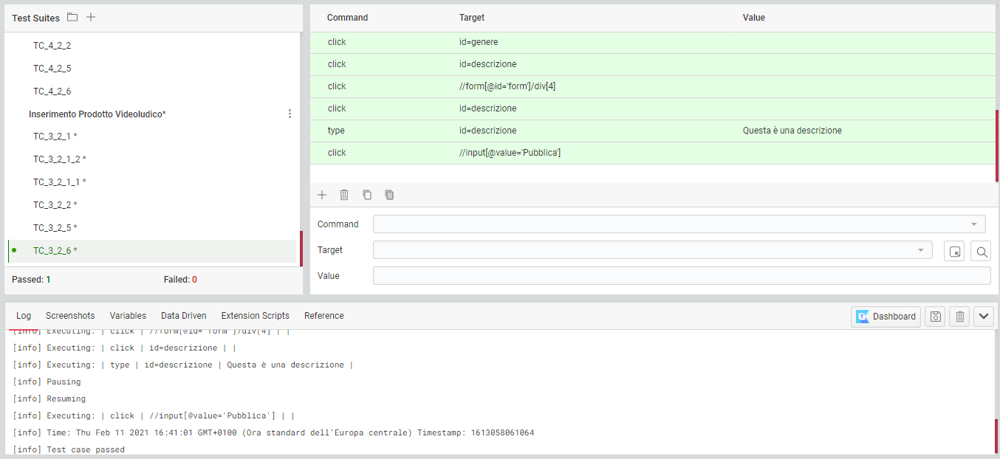 Test Suites
TC_4_2_2
TC_4_2_5
TC_4_2_6
Inserimento Prodotto Videoludico*
TC_3_2_1 *
TC_3_2_1_2 *
TC_3_2_1_1 *
TC_3_2_2 *
TC_3_2_5 *
TC_3_2_6 *
Passed: 1 Failed: 0
Command Target Value
click id=genere
click id=descrizione
click //form[@id='form']/div[4]
click id=descrizione
type id=descrizione Questa è una descrizione
click //input[@value='Pubblica']
Command
Target
Value
Log Screenshots Variables Data Driven Extension Scripts Reference Dashboard
[info] Executing: | click | //form[@id='form']/div[4] | |
[info] Executing: | click | id=descrizione | |
[info] Executing: | type | id=descrizione | Questa è una descrizione |
[info] Pausing
[info] Resuming
[info] Executing: | click | //input[@value='Pubblica'] | |
[info] Time: Thu Feb 11 2021 16:41:01 GMT+0100 (Ora standard dell'Europa centrale) Timestamp: 1613058061064
[info] Test case passed